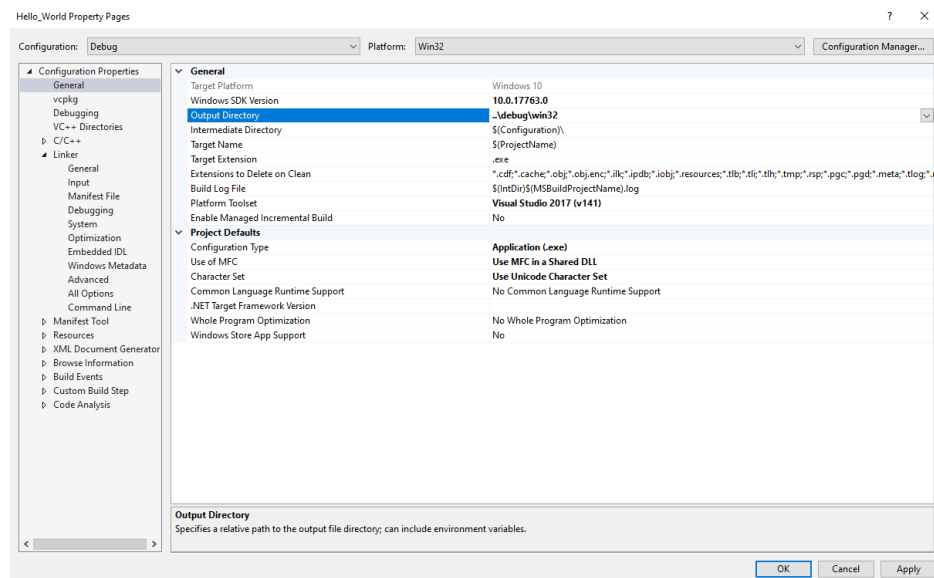 Hello_World Property Pages
? ×
Configuration: Debug Platform: Win32 Configuration Manager...
Configuration Properties
General
vcpkg
Debugging
VC++ Directories
C/C++
Linker
General
Input
Manifest File
Debugging
System
Optimization
Embedded IDL
Windows Metadata
Advanced
All Options
Command Line
Manifest Tool
Resources
XML Document Generator
Browse Information
Build Events
Custom Build Step
Code Analysis
General
Target Platform Windows 10
Windows SDK Version 10.0.17763.0
Output Directory ..\debug\win32
Intermediate Directory $(Configuration)\
Target Name $(ProjectName)
Target Extension .exe
Extensions to Delete on Clean *.cdf;*.cache;*.obj;*.obj.enc;*.ilk;*.ipdb;*.iobj;*.resources;*.tlb;*.tli;*.tlh;*.tmp;*.rsp;*.pgc;*.pgd;*.meta;*.tlog;*.
Build Log File $(IntDir)$(MSBuildProjectName).log
Platform Toolset Visual Studio 2017 (v141)
Enable Managed Incremental Build No
Project Defaults
Configuration Type Application (.exe)
Use of MFC Use MFC in a Shared DLL
Character Set Use Unicode Character Set
Common Language Runtime Support No Common Language Runtime Support
.NET Target Framework Version
Whole Program Optimization No Whole Program Optimization
Windows Store App Support No
Output Directory
Specifies a relative path to the output file directory; can include environment variables.
OK Cancel Apply